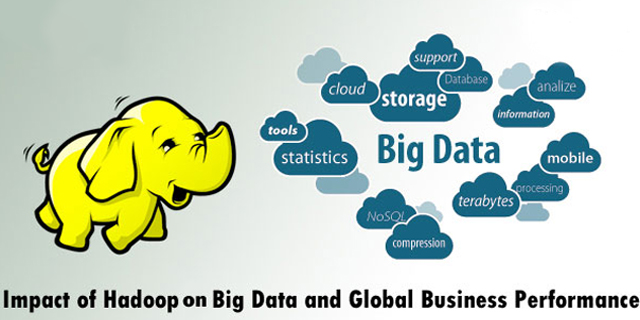 support
Database
cloud
storage
analize
information
tools
statistics
Big Data
mobile
processing
terabytes
NoSQL
compression
Impact of Hadoop on Big Data and Global Business Performance